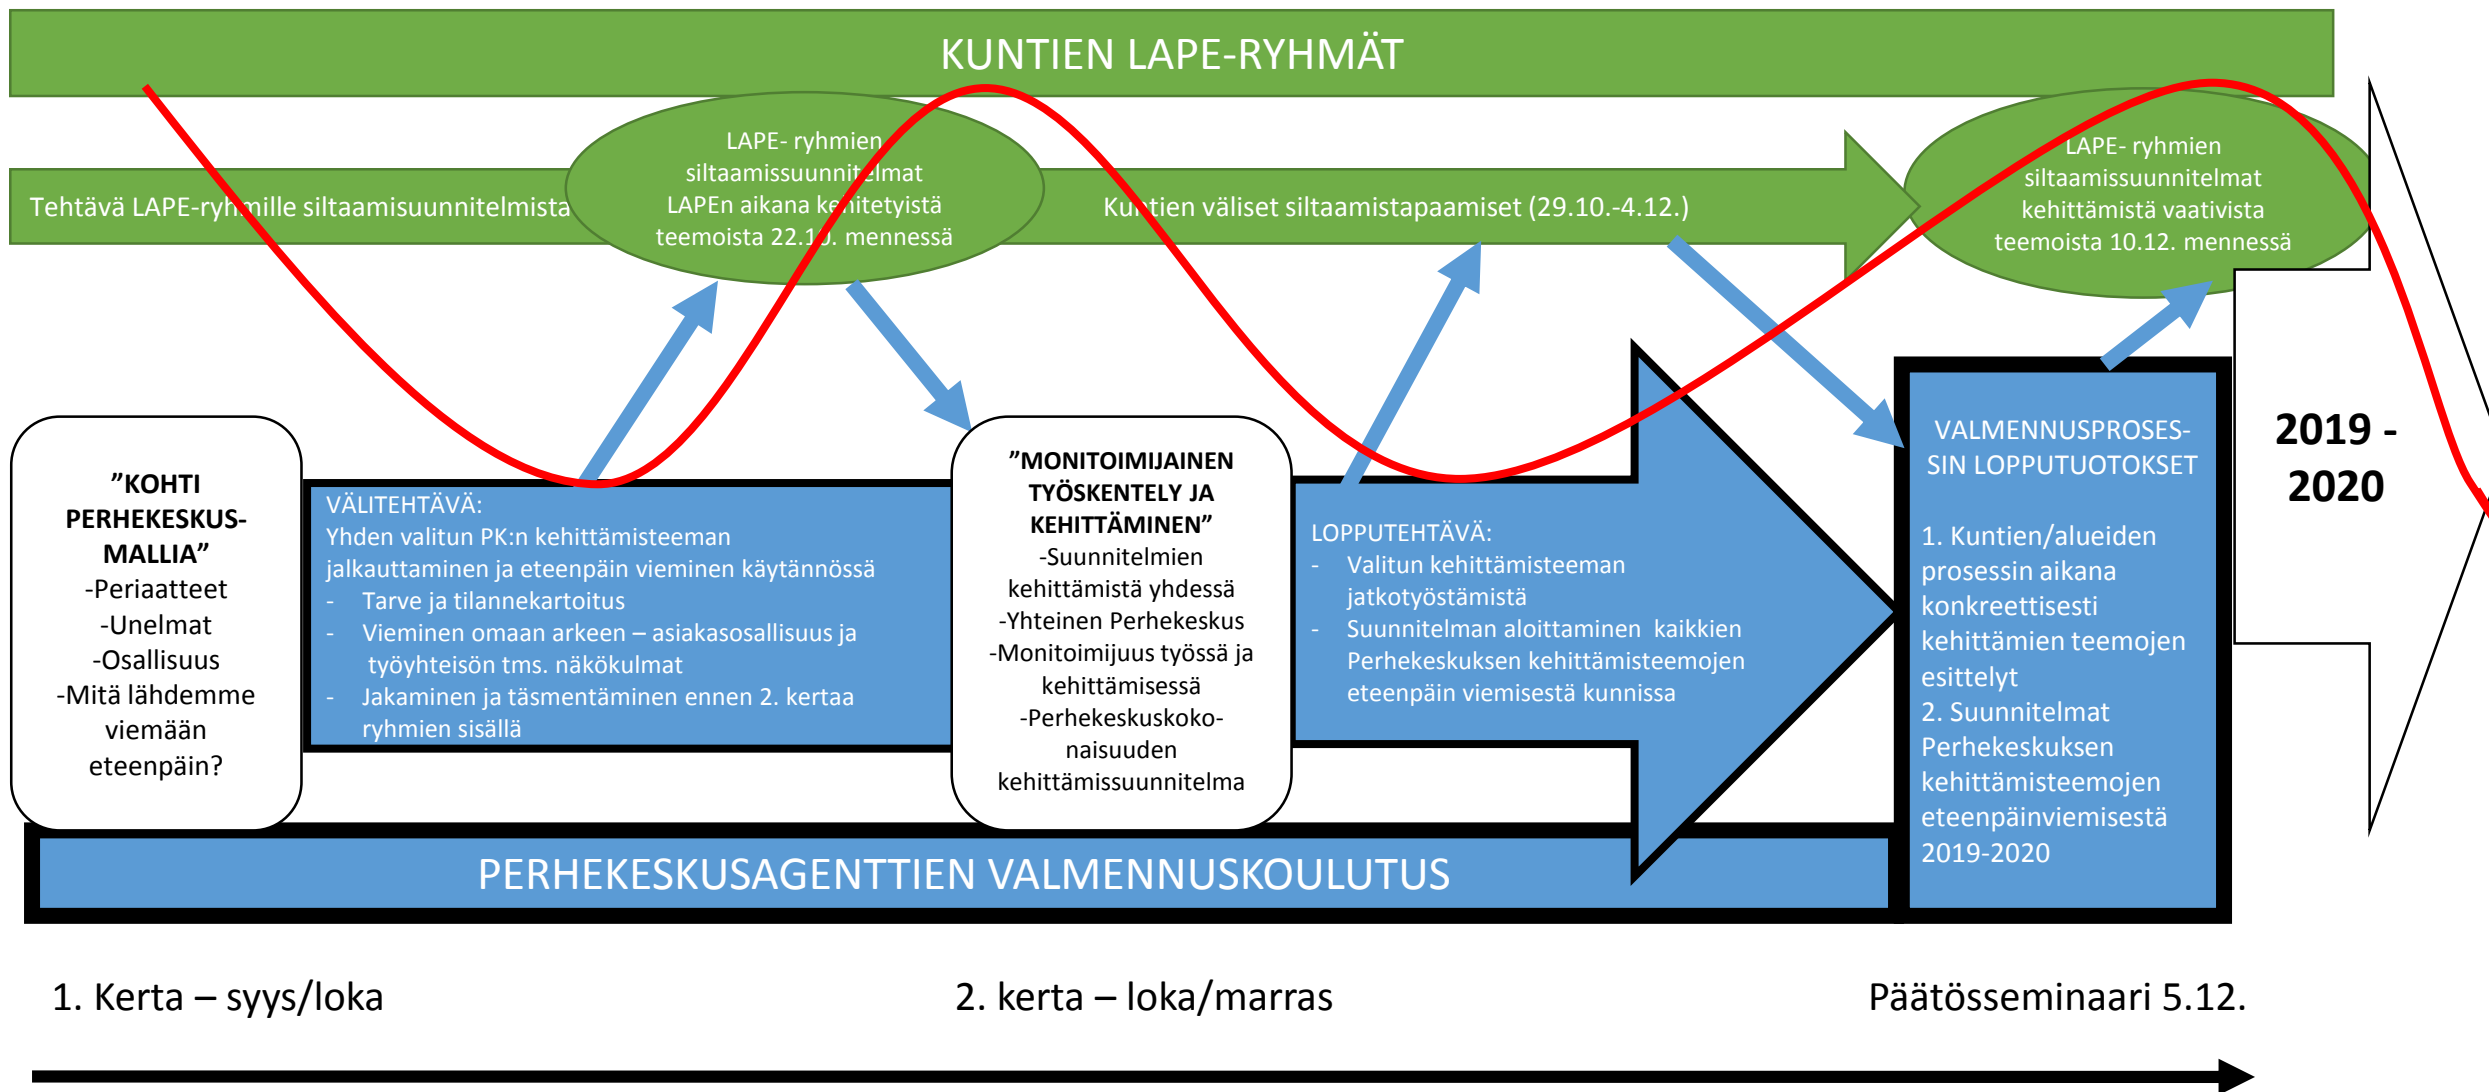 KUNTIEN LAPE-RYHMÄT
Tehtävä LAPE-ryhmille siltaamisuunnitelmista
LAPE- ryhmien
siltaamissuunnitelmat
LAPEn aikana kehitetyistä
teemoista 22.10. mennessä
Kuntien väliset siltaamistapaamiset (29.10.-4.12.)
LAPE- ryhmien
siltaamissuunnitelmat
kehittämistä vaativista
teemoista 10.12. mennessä
”KOHTI
PERHEKESKUS-
MALLIA”
-Periaatteet
-Unelmat
-Osallisuus
-Mitä lähdemme
viemään
eteenpäin?
VÄLITEHTÄVÄ:
Yhden valitun PK:n kehittämisteeman
jalkauttaminen ja eteenpäin vieminen käytännössä
- Tarve ja tilannekartoitus
- Vieminen omaan arkeen – asiakasosallisuus ja
työyhteisön tms. näkökulmat
- Jakaminen ja täsmentäminen ennen 2. kertaa
ryhmien sisällä
”MONITOIMIJAINEN
TYÖSKENTELY JA
KEHITTÄMINEN”
-Suunnitelmien
kehittämistä yhdessä
-Yhteinen Perhekeskus
-Monitoimijuus työssä ja
kehittämisessä
-Perhekeskuskoko-
naisuuden
kehittämissuunnitelma
LOPPUTEHTÄVÄ:
- Valitun kehittämisteeman
jatkotyöstämistä
- Suunnitelman aloittaminen kaikkien
Perhekeskuksen kehittämisteemojen
eteenpäin viemisestä kunnissa
VALMENNUSPROSES-
SIN LOPPUTUOTOKSET
1. Kuntien/alueiden
prosessin aikana
konkreettisesti
kehittämien teemojen
esittelyt
2. Suunnitelmat
Perhekeskuksen
kehittämisteemojen
eteenpäinviemisestä
2019-2020
2019 -
2020
PERHEKESKUSAGENTTIEN VALMENNUSKOULUTUS
1. Kerta – syys/loka
2. kerta – loka/marras
Päätösseminaari 5.12.